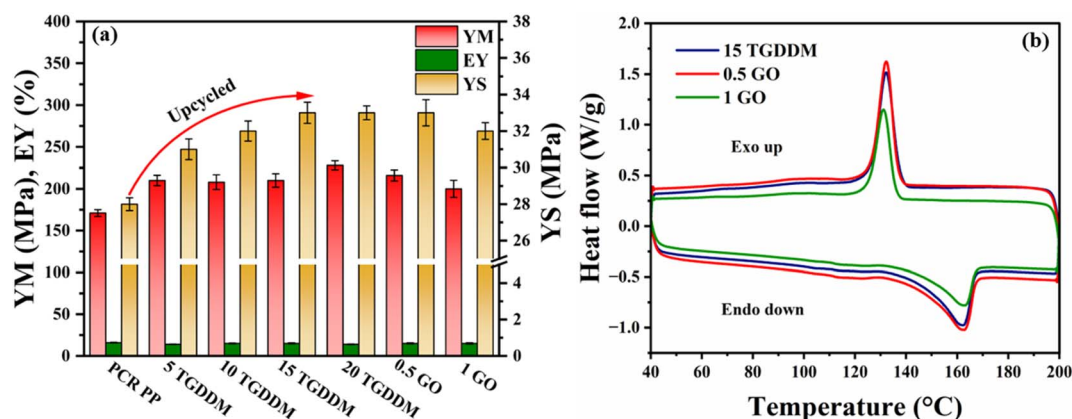 (a)
YM
EY
YS
Upcycled
YM (MPa), EY (%)
400
350
300
250
200
150
100
50
0
38
36
34
32
30
28
26
4
2
0
YS (MPa)
PCR PP
5 TGDDM
10 TGDDM
15 TGDDM
20 TGDDM
0.5 GO
1 GO
(b)
15 TGDDM
0.5 GO
1 GO
Exo up
Endo down
Heat flow (W/g)
2.0
1.5
1.0
0.5
0.0
−0.5
−1.0
40 60 80 100 120 140 160 180 200
Temperature (°C)